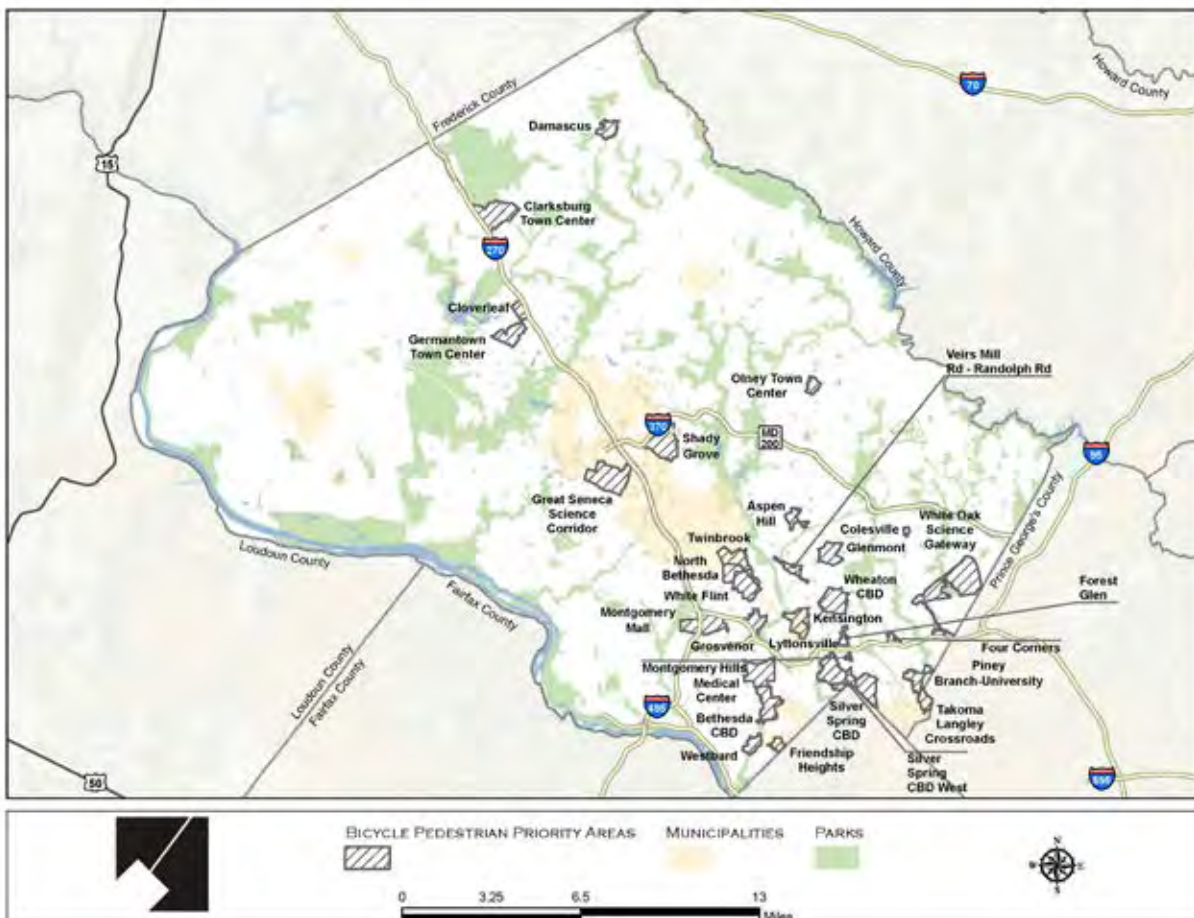 Howard County
70
Frederick County
Damascus
15
Clarksburg
Town Center
270
Howard County
Cloverleaf
Germantown
Town Center
Veirs Mill
Rd - Randolph Rd
Olney Town
Center
370
MD
200
Shady
Grove
95
Great Seneca
Science
Corridor
Aspen
Hill
Colesville
White Oak
Science
Gateway
Prince George's County
Glenmont
Twinbrook
North
Bethesda
White Flint
Wheaton
CBD
Forest
Glen
Loudoun County
Fairfax County
Montgomery
Mall
Kensington
Grosvenor
Lyttonsville
Four Corners
Loudoun County
Fairfax County
Montgomery Hills
Medical
Center
Piney
Branch-University
495
Bethesda
CBD
Silver
Spring
CBD
Takoma
Langley
Crossroads
Westbard
Friendship
Heights
Silver
Spring
CBD West
50
BICYCLE PEDESTRIAN PRIORITY AREAS
MUNICIPALITIES
PARKS
N
W E
S
0 3.25 6.5 13
Miles